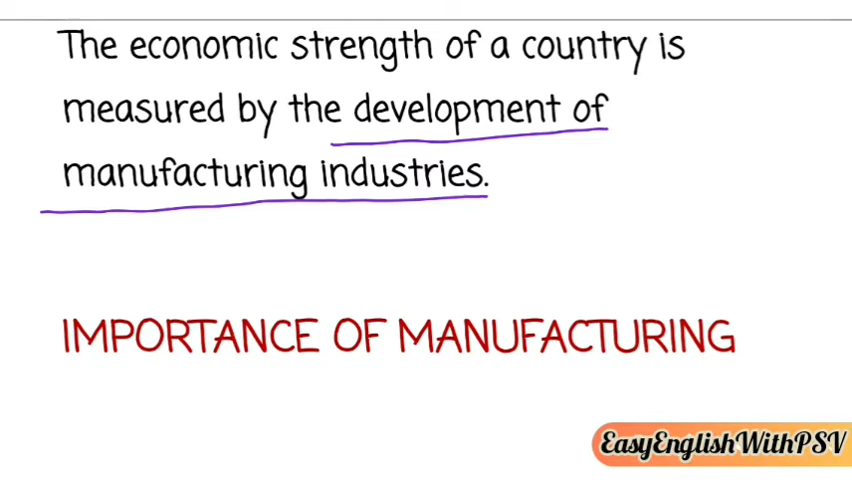 The economic strength of a country is
measured by the development of
manufacturing industries.
IMPORTANCE OF MANUFACTURING
EasyEnglishWithPSV